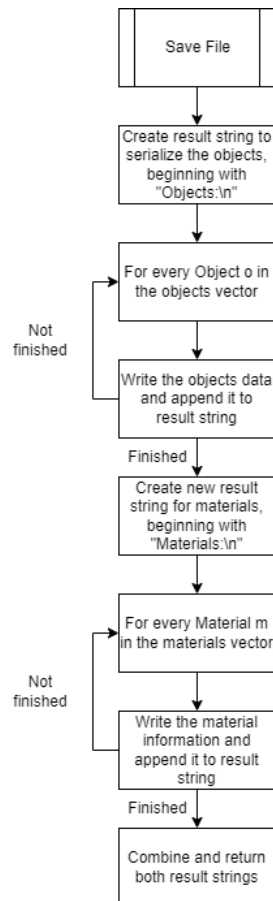 Save File
Create result string to
serialize the objects,
beginning with
"Objects:\n"
For every Object o in
the objects vector
Not
finished
Write the objects data
and append it to
result string
Finished
Create new result
string for materials,
beginning with
"Materials:\n"
For every Material m
in the materials vector
Not
finished
Write the material
information and
append it to result
string
Finished
Combine and return
both result strings